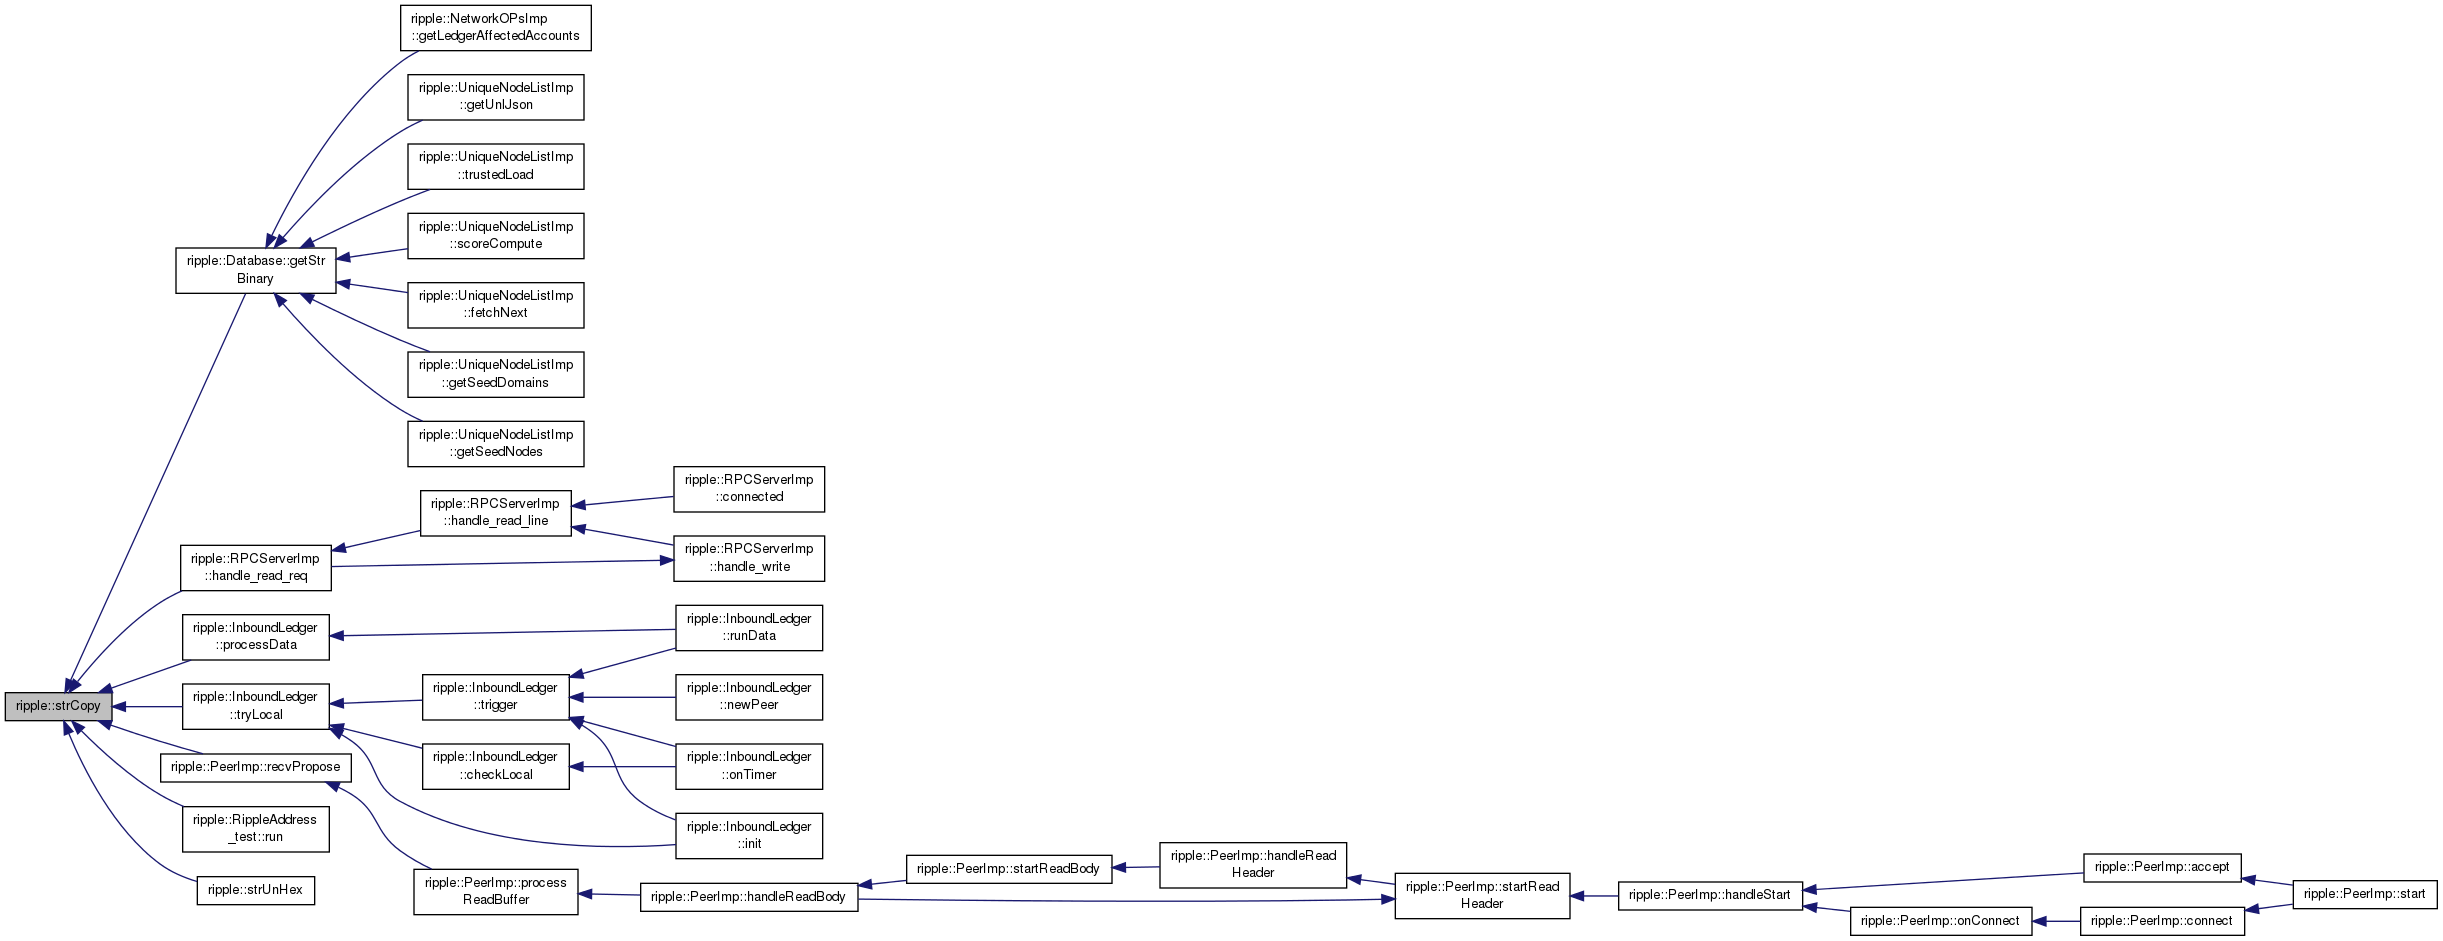 ripple::NetworkOPsImp
::getLedgerAffectedAccounts
ripple::UniqueNodeListImp
::getUnlJson
ripple::UniqueNodeListImp
::trustedLoad
ripple::UniqueNodeListImp
::scoreCompute
ripple::Database::getStr
Binary
ripple::UniqueNodeListImp
::fetchNext
ripple::UniqueNodeListImp
::getSeedDomains
ripple::UniqueNodeListImp
::getSeedNodes
ripple::RPCServerImp
::connected
ripple::RPCServerImp
::handle_read_line
ripple::RPCServerImp
::handle_write
ripple::RPCServerImp
::handle_read_req
ripple::InboundLedger
::processData
ripple::InboundLedger
::runData
ripple::strCopy
ripple::InboundLedger
::tryLocal
ripple::InboundLedger
::trigger
ripple::InboundLedger
::newPeer
ripple::InboundLedger
::checkLocal
ripple::InboundLedger
::onTimer
ripple::PeerImp::recvPropose
ripple::RippleAddress
_test::run
ripple::InboundLedger
::init
ripple::strUnHex
ripple::PeerImp::process
ReadBuffer
ripple::PeerImp::handleReadBody
ripple::PeerImp::startReadBody
ripple::PeerImp::handleRead
Header
ripple::PeerImp::startRead
Header
ripple::PeerImp::handleStart
ripple::PeerImp::accept
ripple::PeerImp::onConnect
ripple::PeerImp::connect
ripple::PeerImp::start